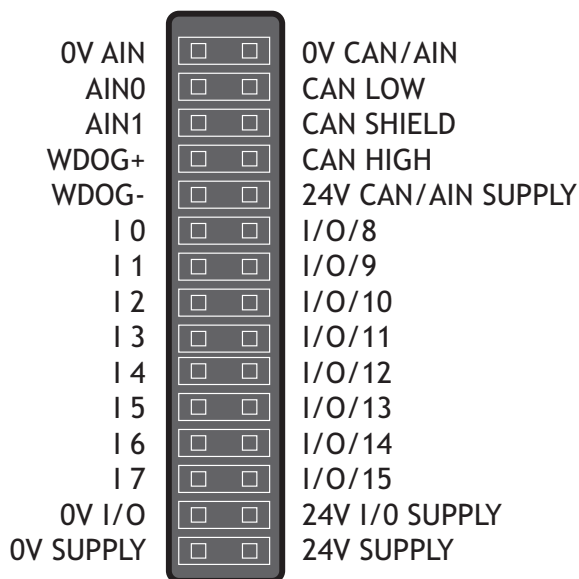 0V AIN 0V CAN/AIN
AIN0 CAN LOW
AIN1 CAN SHIELD
WDOG+ CAN HIGH
WDOG- 24V CAN/AIN SUPPLY
I 0 I/O/8
I 1 I/O/9
I 2 I/O/10
I 3 I/O/11
I 4 I/O/12
I 5 I/O/13
I 6 I/O/14
I 7 I/O/15
0V I/O 24V I/0 SUPPLY
0V SUPPLY 24V SUPPLY